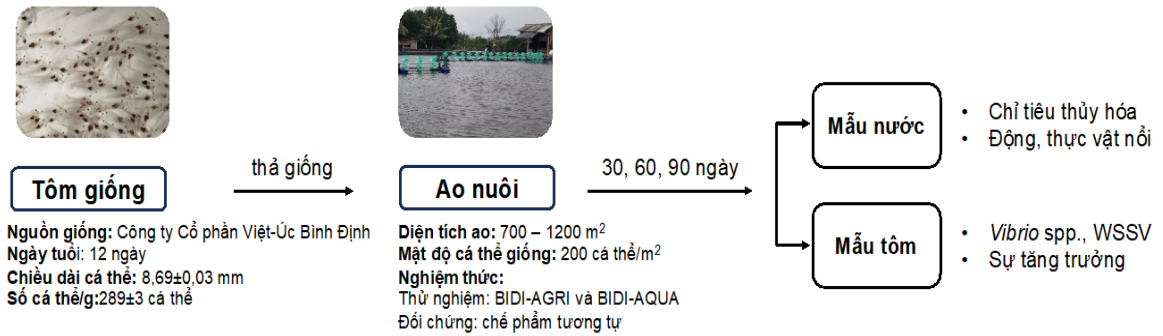 Tôm giống
Nguồn giống: Công ty Cổ phần Việt-Úc Bình Định
Ngày tuổi: 12 ngày
Chiều dài cá thể: 8,69±0,03 mm
Số cá thể/g:289±3 cá thể
thả giống
Ao nuôi
Diện tích ao: 700 – 1200 m²
Mật độ cá thể giống: 200 cá thể/m²
Nghiệm thức:
Thử nghiệm: BIDI-AGRI và BIDI-AQUA
Đối chứng: chế phẩm tương tự
30, 60, 90 ngày
Mẫu nước
• Chỉ tiêu thủy hóa
• Động, thực vật nổi
Mẫu tôm
• Vibrio spp., WSSV
• Sự tăng trưởng